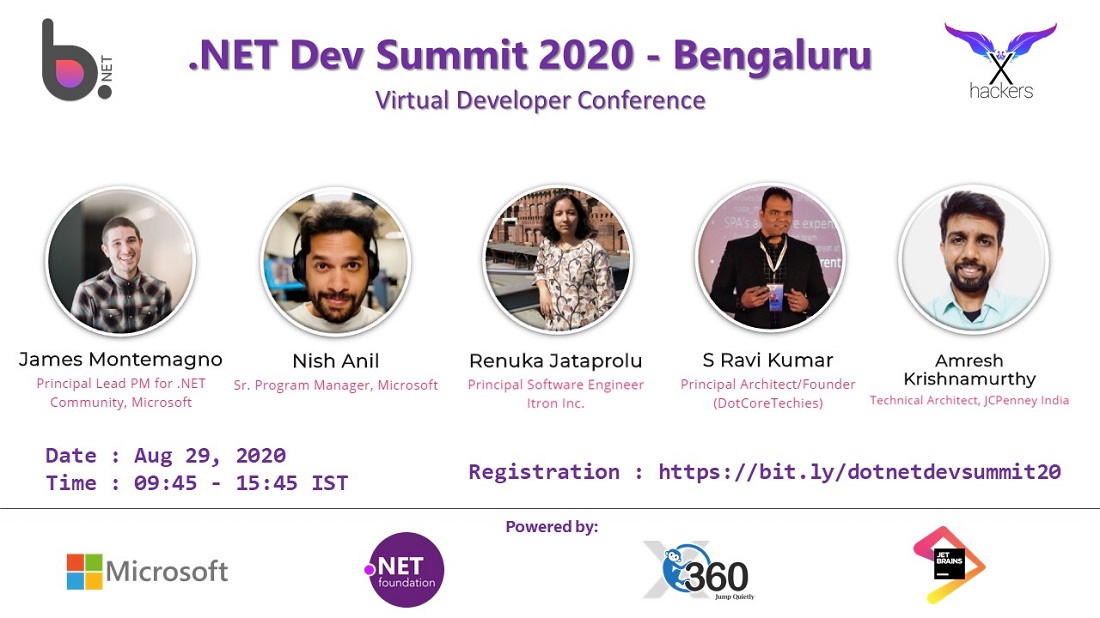 b.NET
.NET Dev Summit 2020 - Bengaluru
Virtual Developer Conference
X
hackers
SPA's
expen
rent
James Montemagno
Principal Lead PM for .NET
Community, Microsoft
Nish Anil
Sr. Program Manager, Microsoft
Renuka Jataprolu
Principal Software Engineer
Itron Inc.
S Ravi Kumar
Principal Architect/Founder
(DotCoreTechies)
Amresh
Krishnamurthy
Technical Architect, JCPenney India
Date : Aug 29, 2020
Time : 09:45 - 15:45 IST
Registration : https://bit.ly/dotnetdevsummit20
Powered by:
Microsoft
.NET
foundation
X360
Jump Quietly
JET
BRAINS